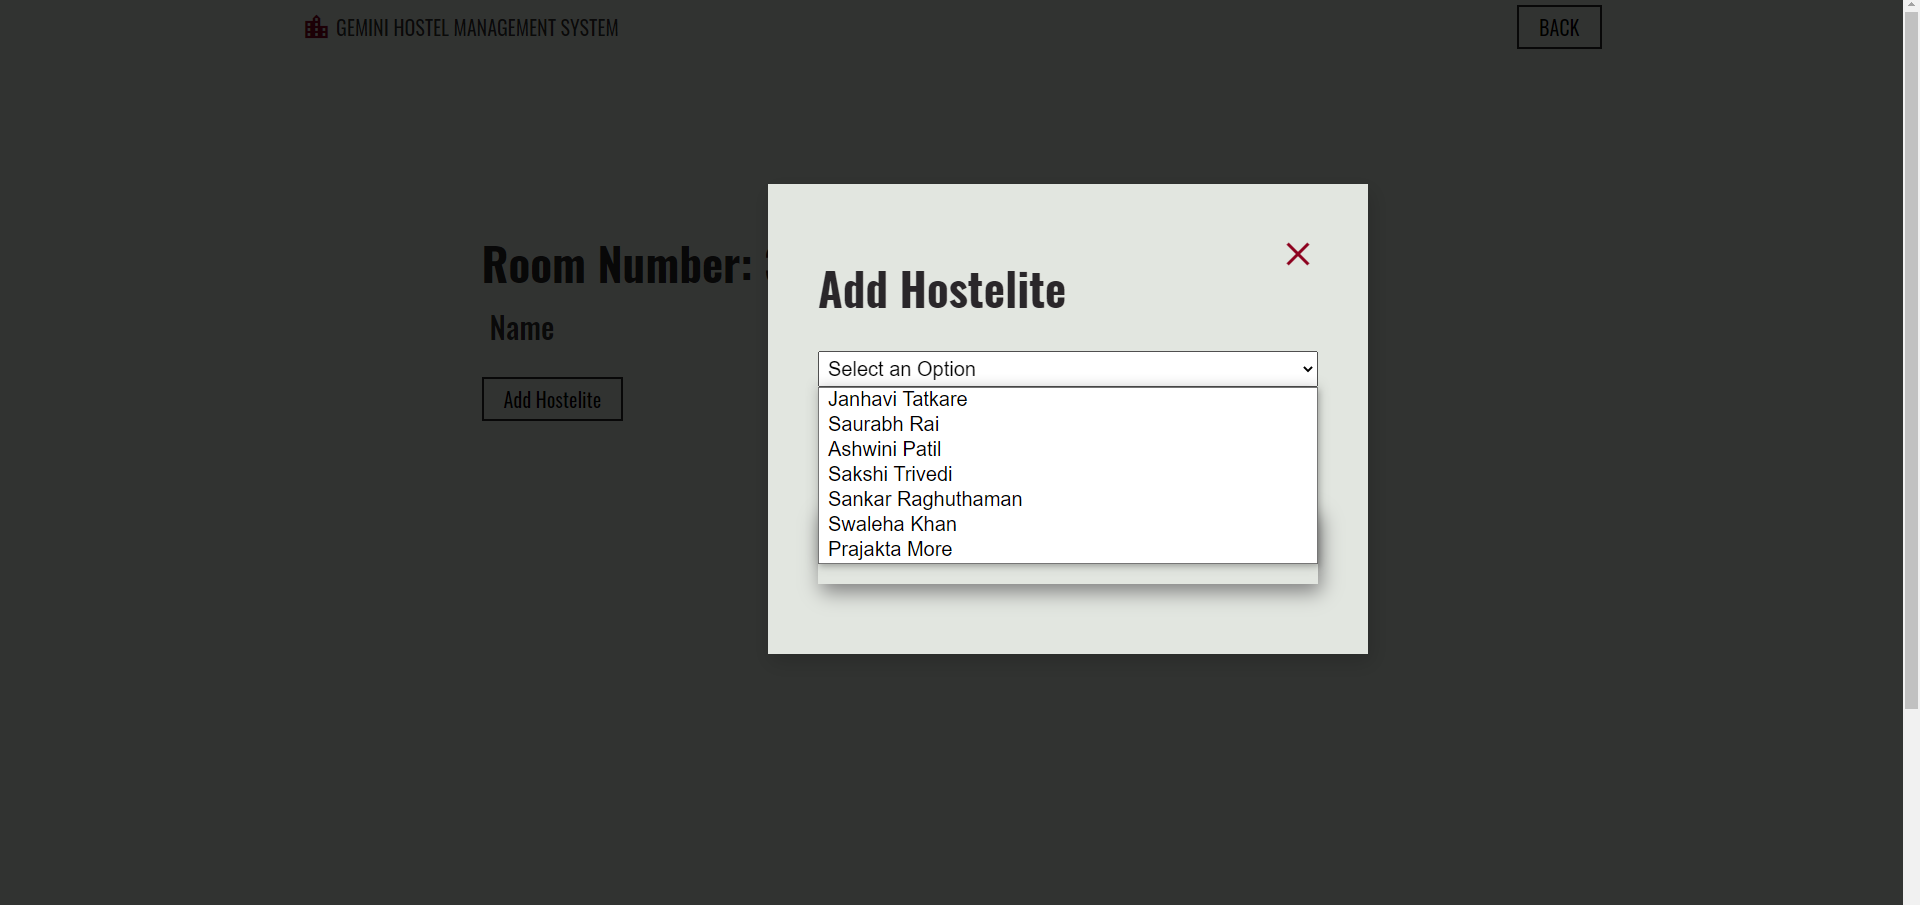 GEMINI HOSTEL MANAGEMENT SYSTEM
BACK
Room Number:
Name
Add Hostelite
Add Hostelite
Select an Option
Janhavi Tatkare
Saurabh Rai
Ashwini Patil
Sakshi Trivedi
Sankar Raghuthaman
Swaleha Khan
Prajakta More